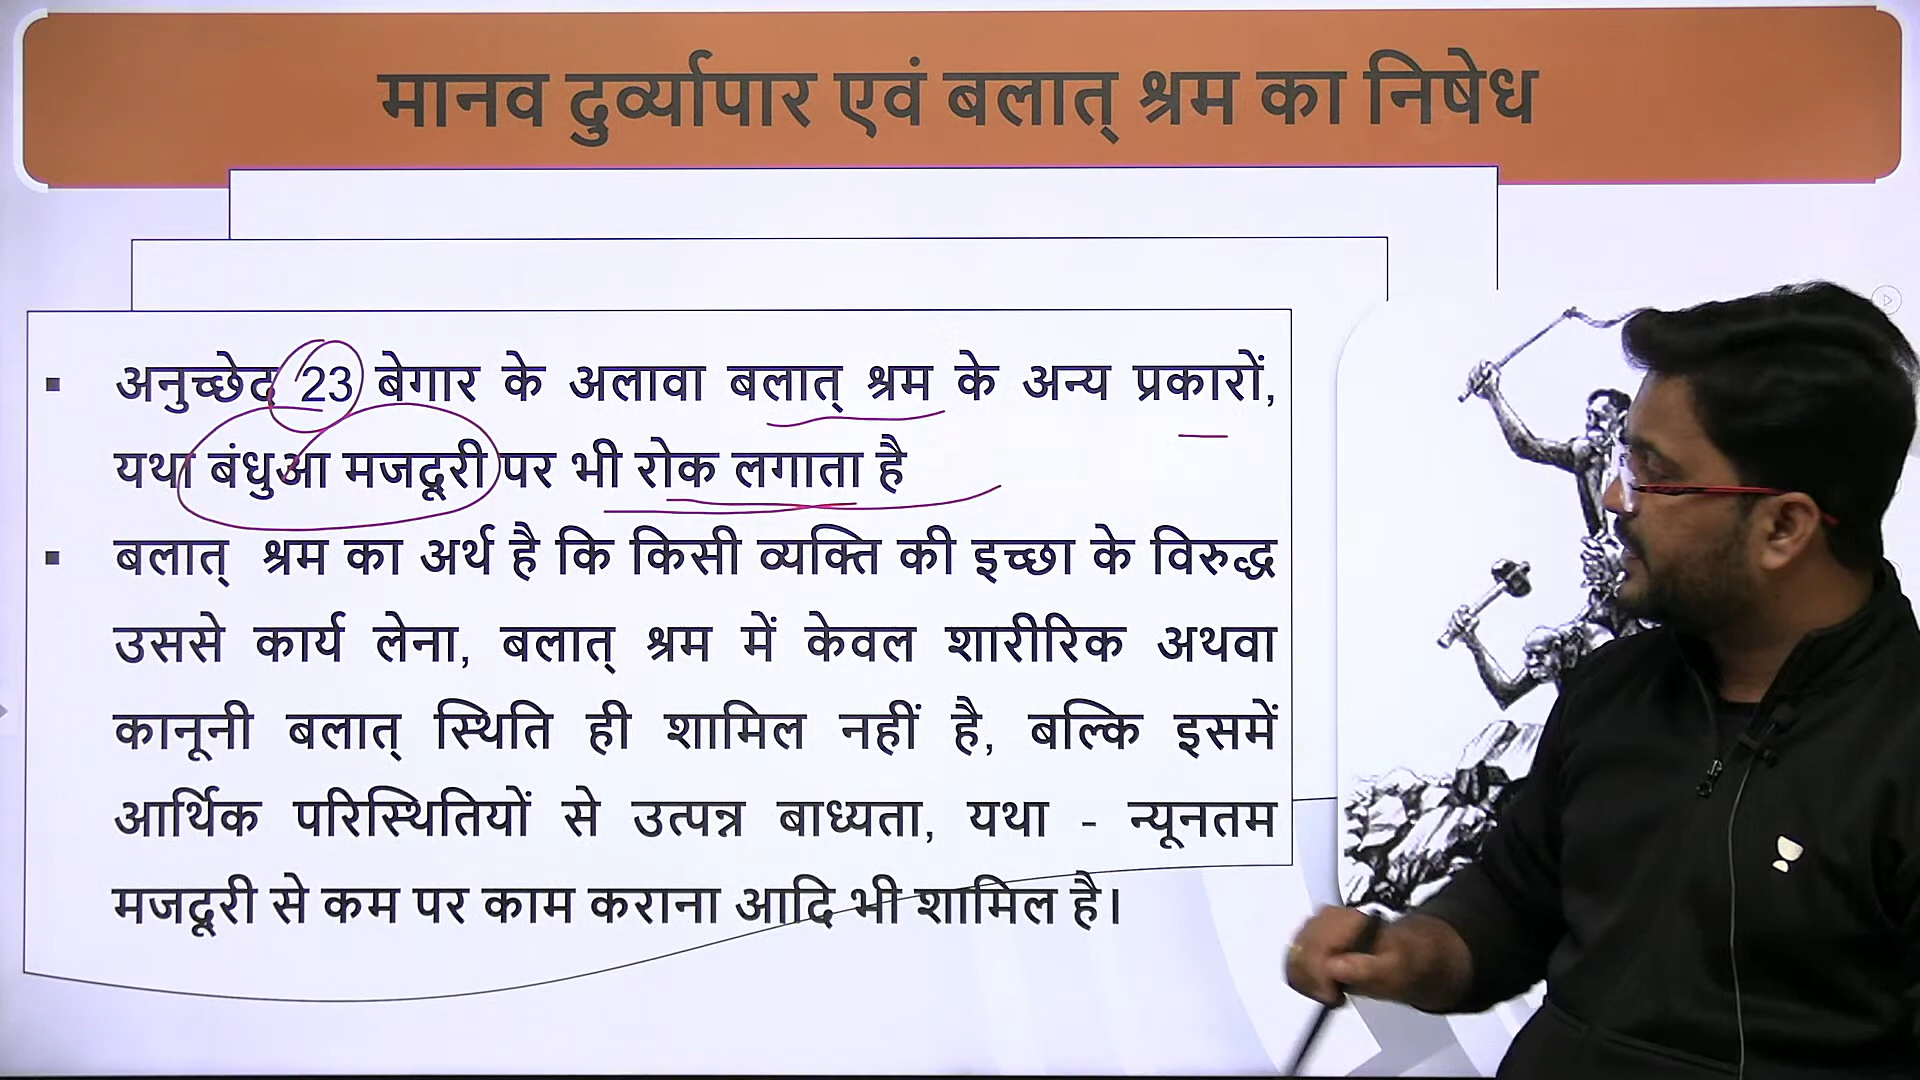 मानव दुर्व्यापार एवं बलात् श्रम का निषेध
▪ अनुच्छेद 23 बेगार के अलावा बलात् श्रम के अन्य प्रकारों,
यथा बंधुआ मजदूरी पर भी रोक लगाता है
▪ बलात् श्रम का अर्थ है कि किसी व्यक्ति की इच्छा के विरुद्ध
उससे कार्य लेना, बलात् श्रम में केवल शारीरिक अथवा
कानूनी बलात् स्थिति ही शामिल नहीं है, बल्कि इसमें
आर्थिक परिस्थितियों से उत्पन्न बाध्यता, यथा - न्यूनतम
मजदूरी से कम पर काम कराना आदि भी शामिल है।